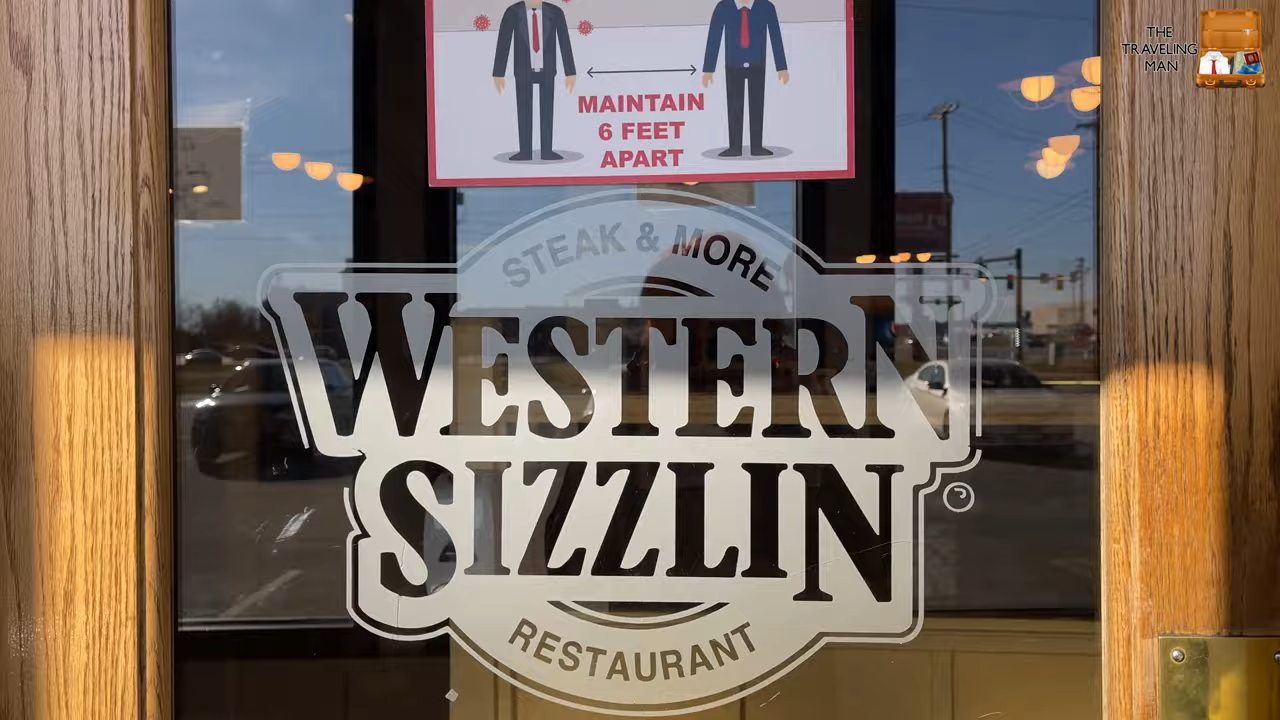 THE
TRAVELING
MAN
MAINTAIN
6 FEET
APART
STEAK & MORE
WESTERN
SIZZLIN
RESTAURANT